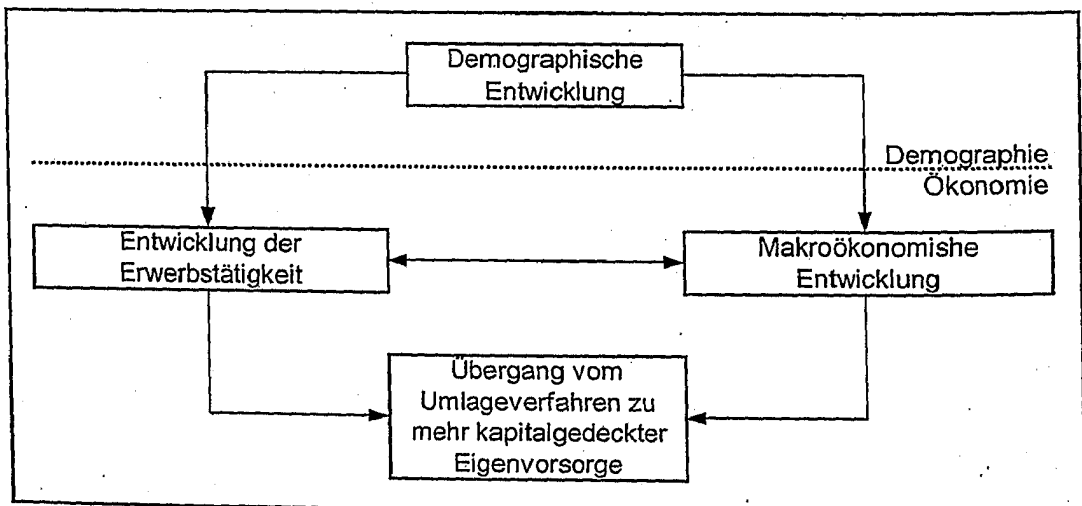 Demographische
Entwicklung
Demographie
Ökonomie
Entwicklung der
Erwerbstätigkeit
Makroökonomishe
Entwicklung
Übergang vom
Umlageverfahren zu
mehr kapitalgedeckter
Eigenvorsorge